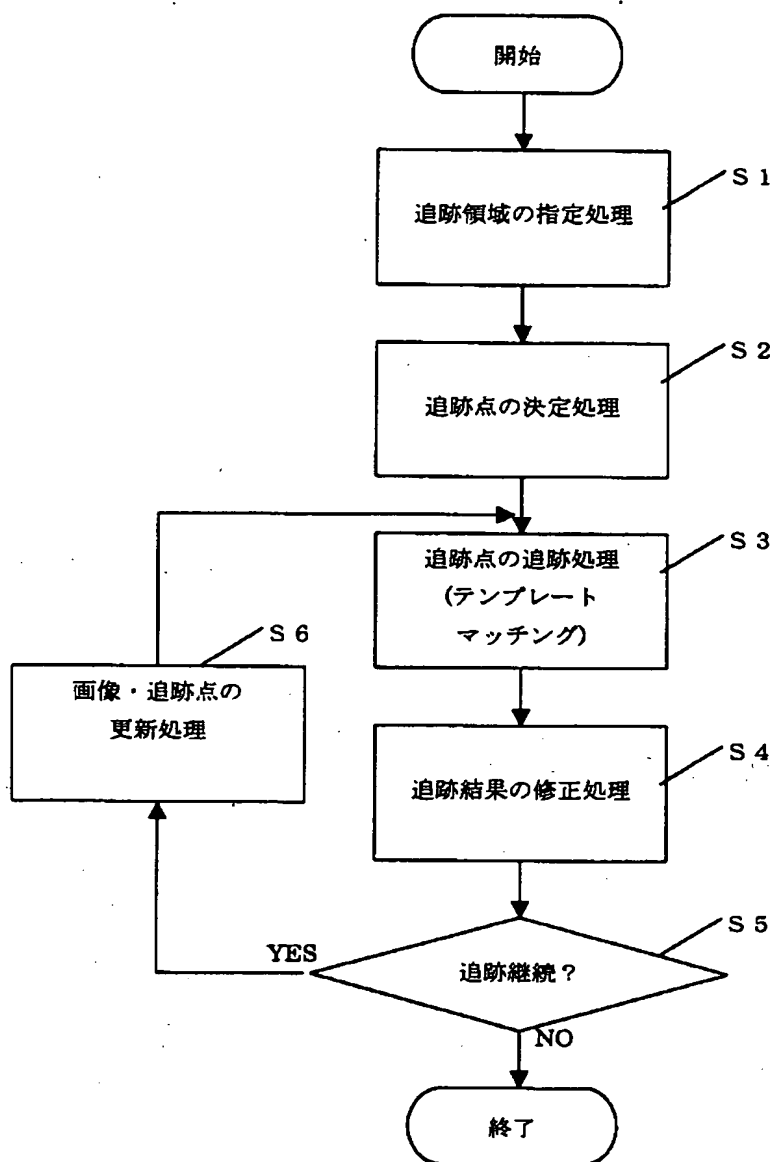 開始
S 1
追跡領域の指定処理
S 2
追跡点の決定処理
S 3
追跡点の追跡処理
(テンプレート
マッチング)
S 6
画像・追跡点の
更新処理
S 4
追跡結果の修正処理
S 5
YES
追跡継続?
NO
終了